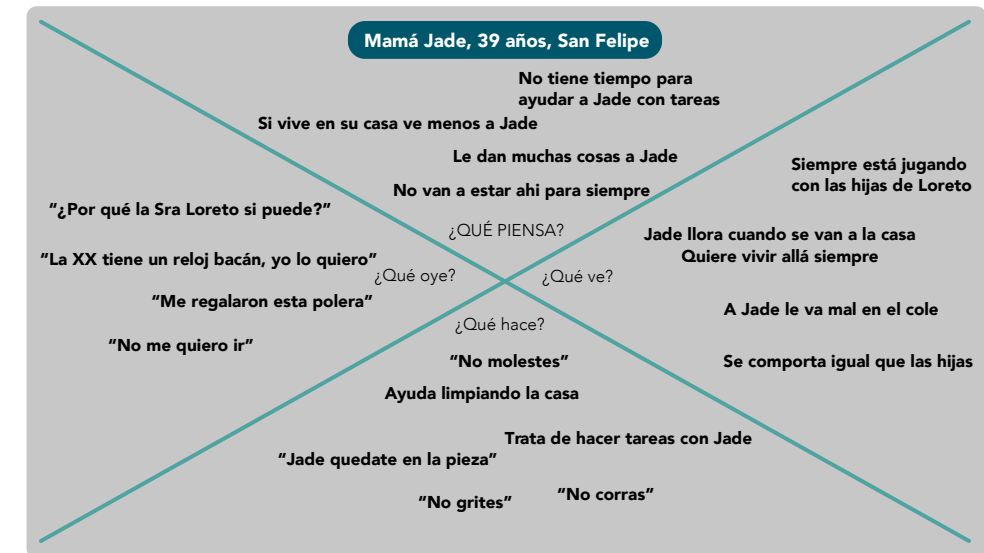 Mamá Jade, 39 años, San Felipe
No tiene tiempo para
ayudar a Jade con tareas
Si vive en su casa ve menos a Jade
Le dan muchas cosas a Jade
No van a estar ahi para siempre
¿QUÉ PIENSA?
“¿Por qué la Sra Loreto si puede?”
“La XX tiene un reloj bacán, yo lo quiero”
¿Qué oye?
“Me regalaron esta polera”
“No me quiero ir”
Siempre está jugando
con las hijas de Loreto
Jade llora cuando se van a la casa
Quiere vivir allá siempre
¿Qué ve?
A Jade le va mal en el cole
Se comporta igual que las hijas
¿Qué hace?
“No molestes”
Ayuda limpiando la casa
Trata de hacer tareas con Jade
“Jade quedate en la pieza”
“No grites”
“No corras”